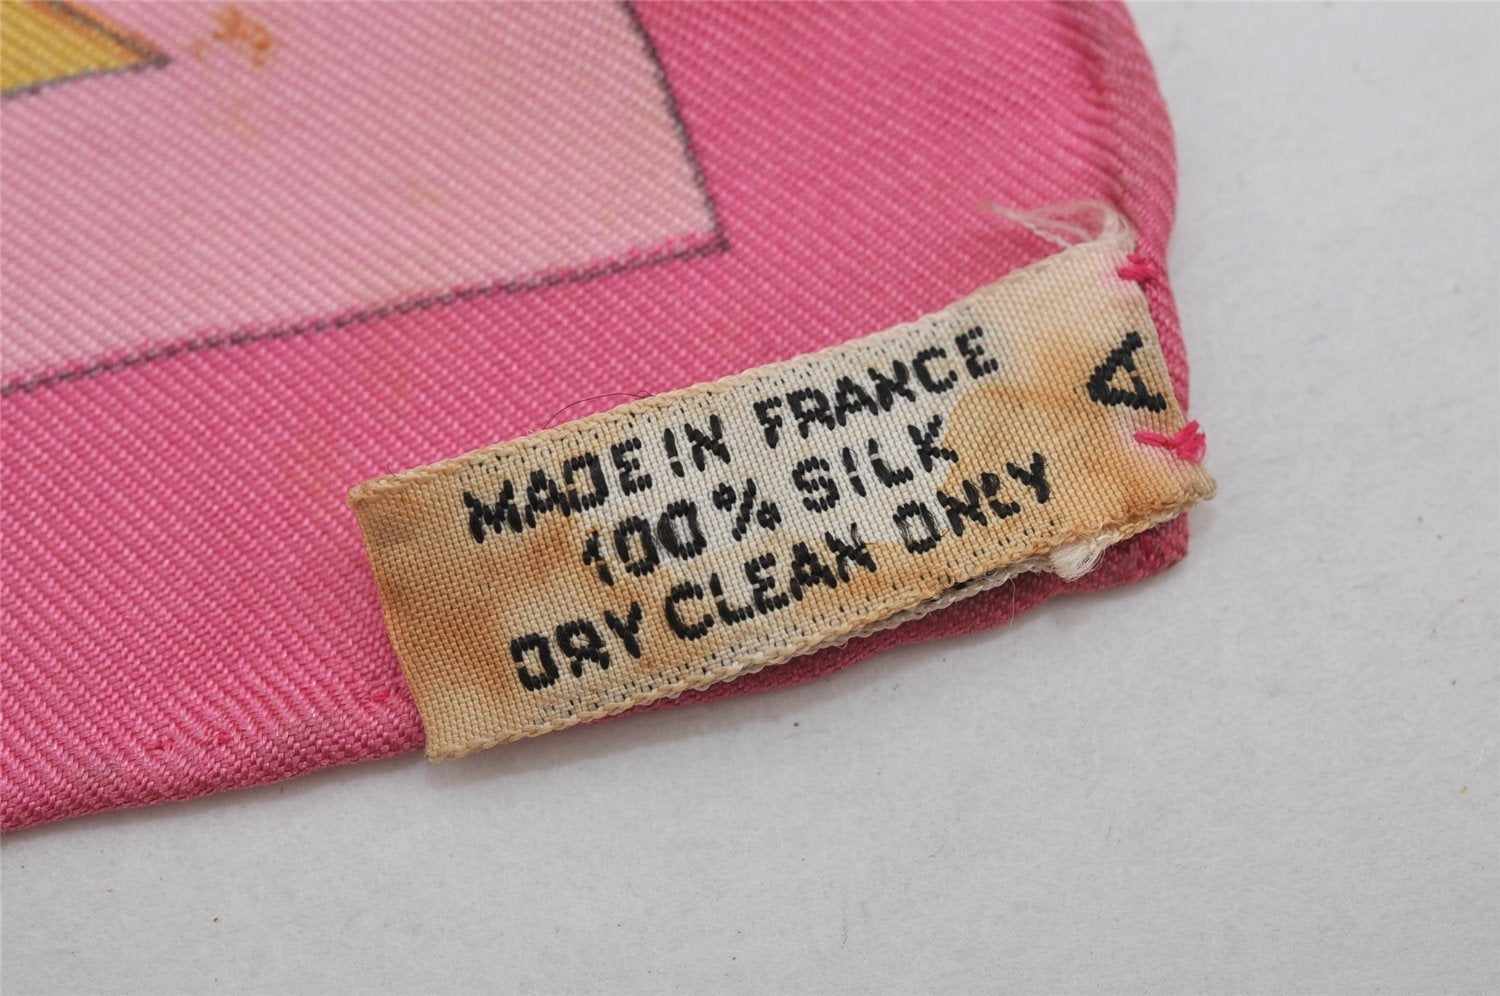 MADE IN FRANCE
100% SILK
DRY CLEAN ONLY
A